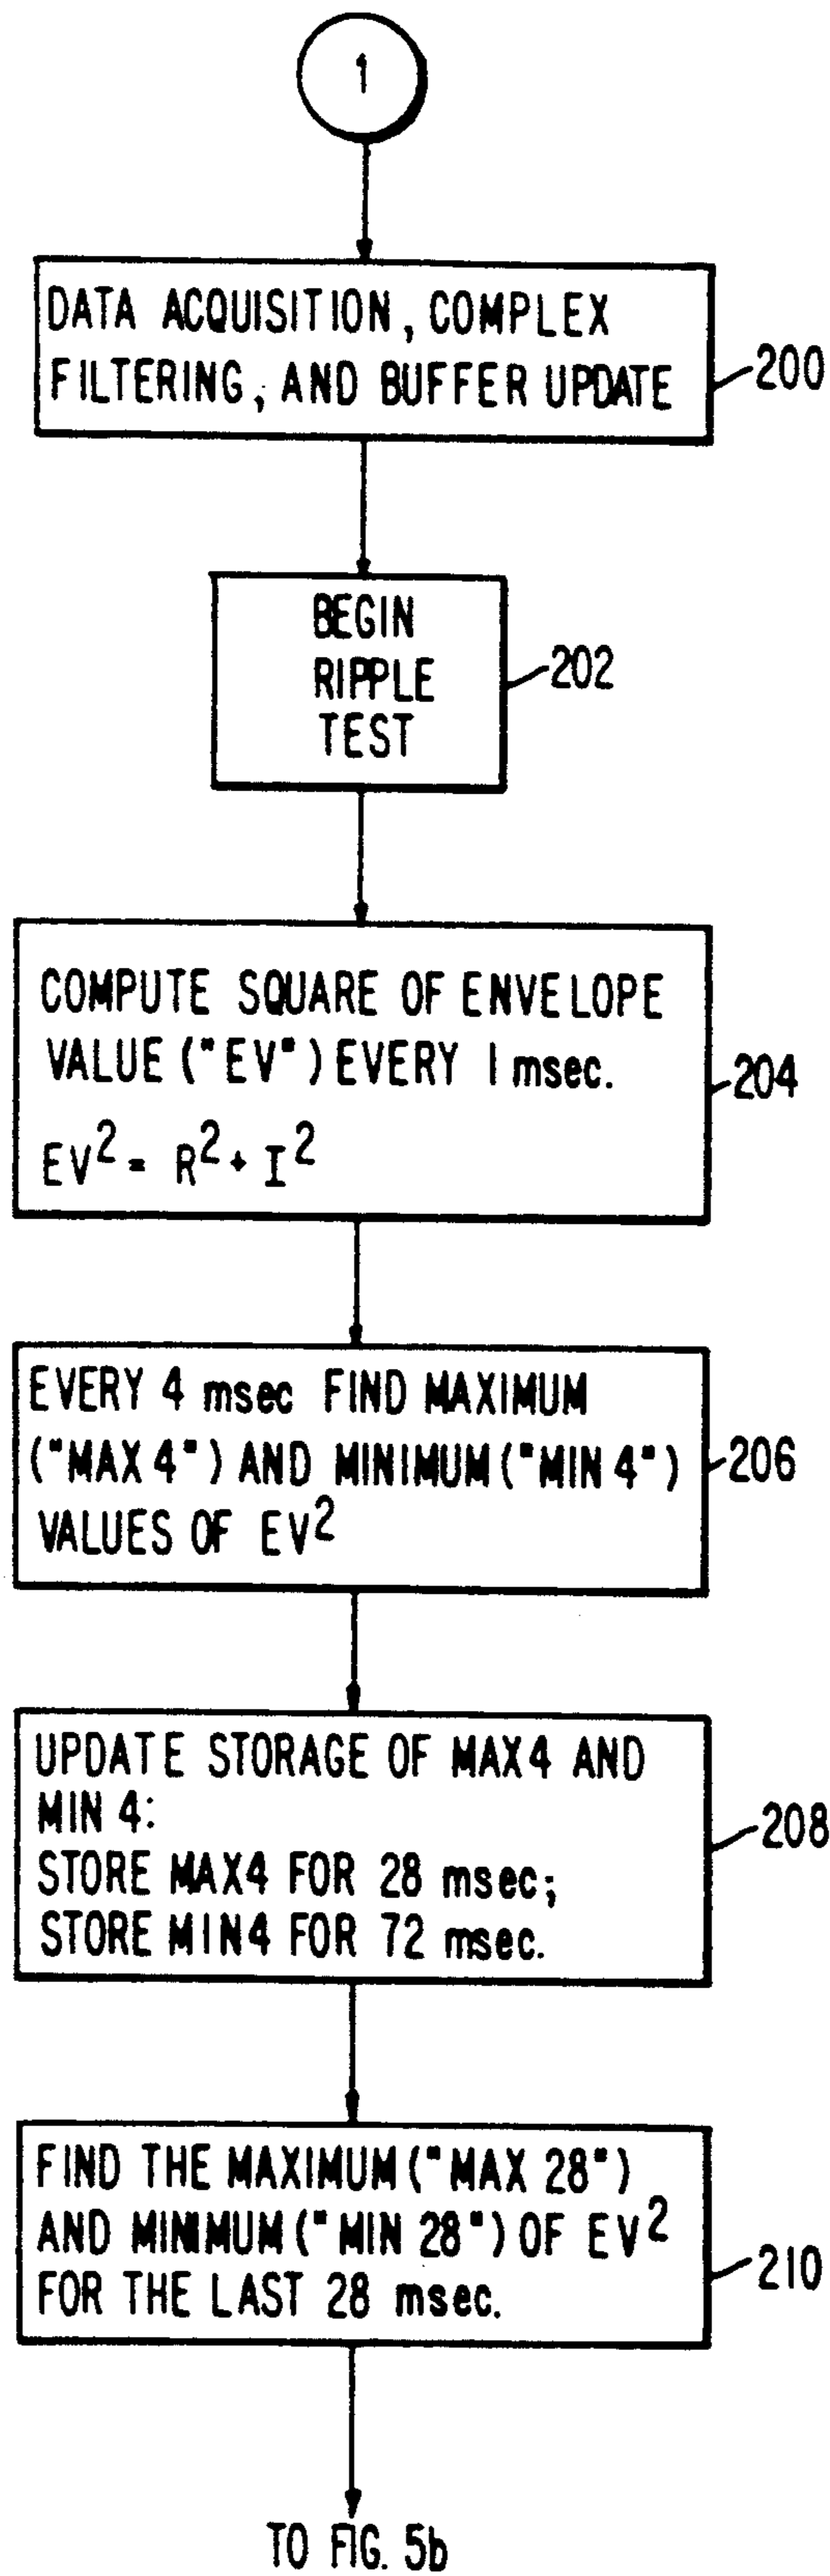 1
DATA ACQUISITION, COMPLEX
FILTERING, AND BUFFER UPDATE
200
BEGIN
RIPPLE
TEST
202
COMPUTE SQUARE OF ENVELOPE
VALUE ("EV") EVERY 1 msec.
EV² = R² + I²
204
EVERY 4 msec FIND MAXIMUM
("MAX 4") AND MINIMUM ("MIN 4")
VALUES OF EV²
206
UPDATE STORAGE OF MAX4 AND
MIN 4:
STORE MAX4 FOR 28 msec;
STORE MIN4 FOR 72 msec.
208
FIND THE MAXIMUM ("MAX 28")
AND MINIMUM ("MIN 28") OF EV²
FOR THE LAST 28 msec.
210
TO FIG. 5b